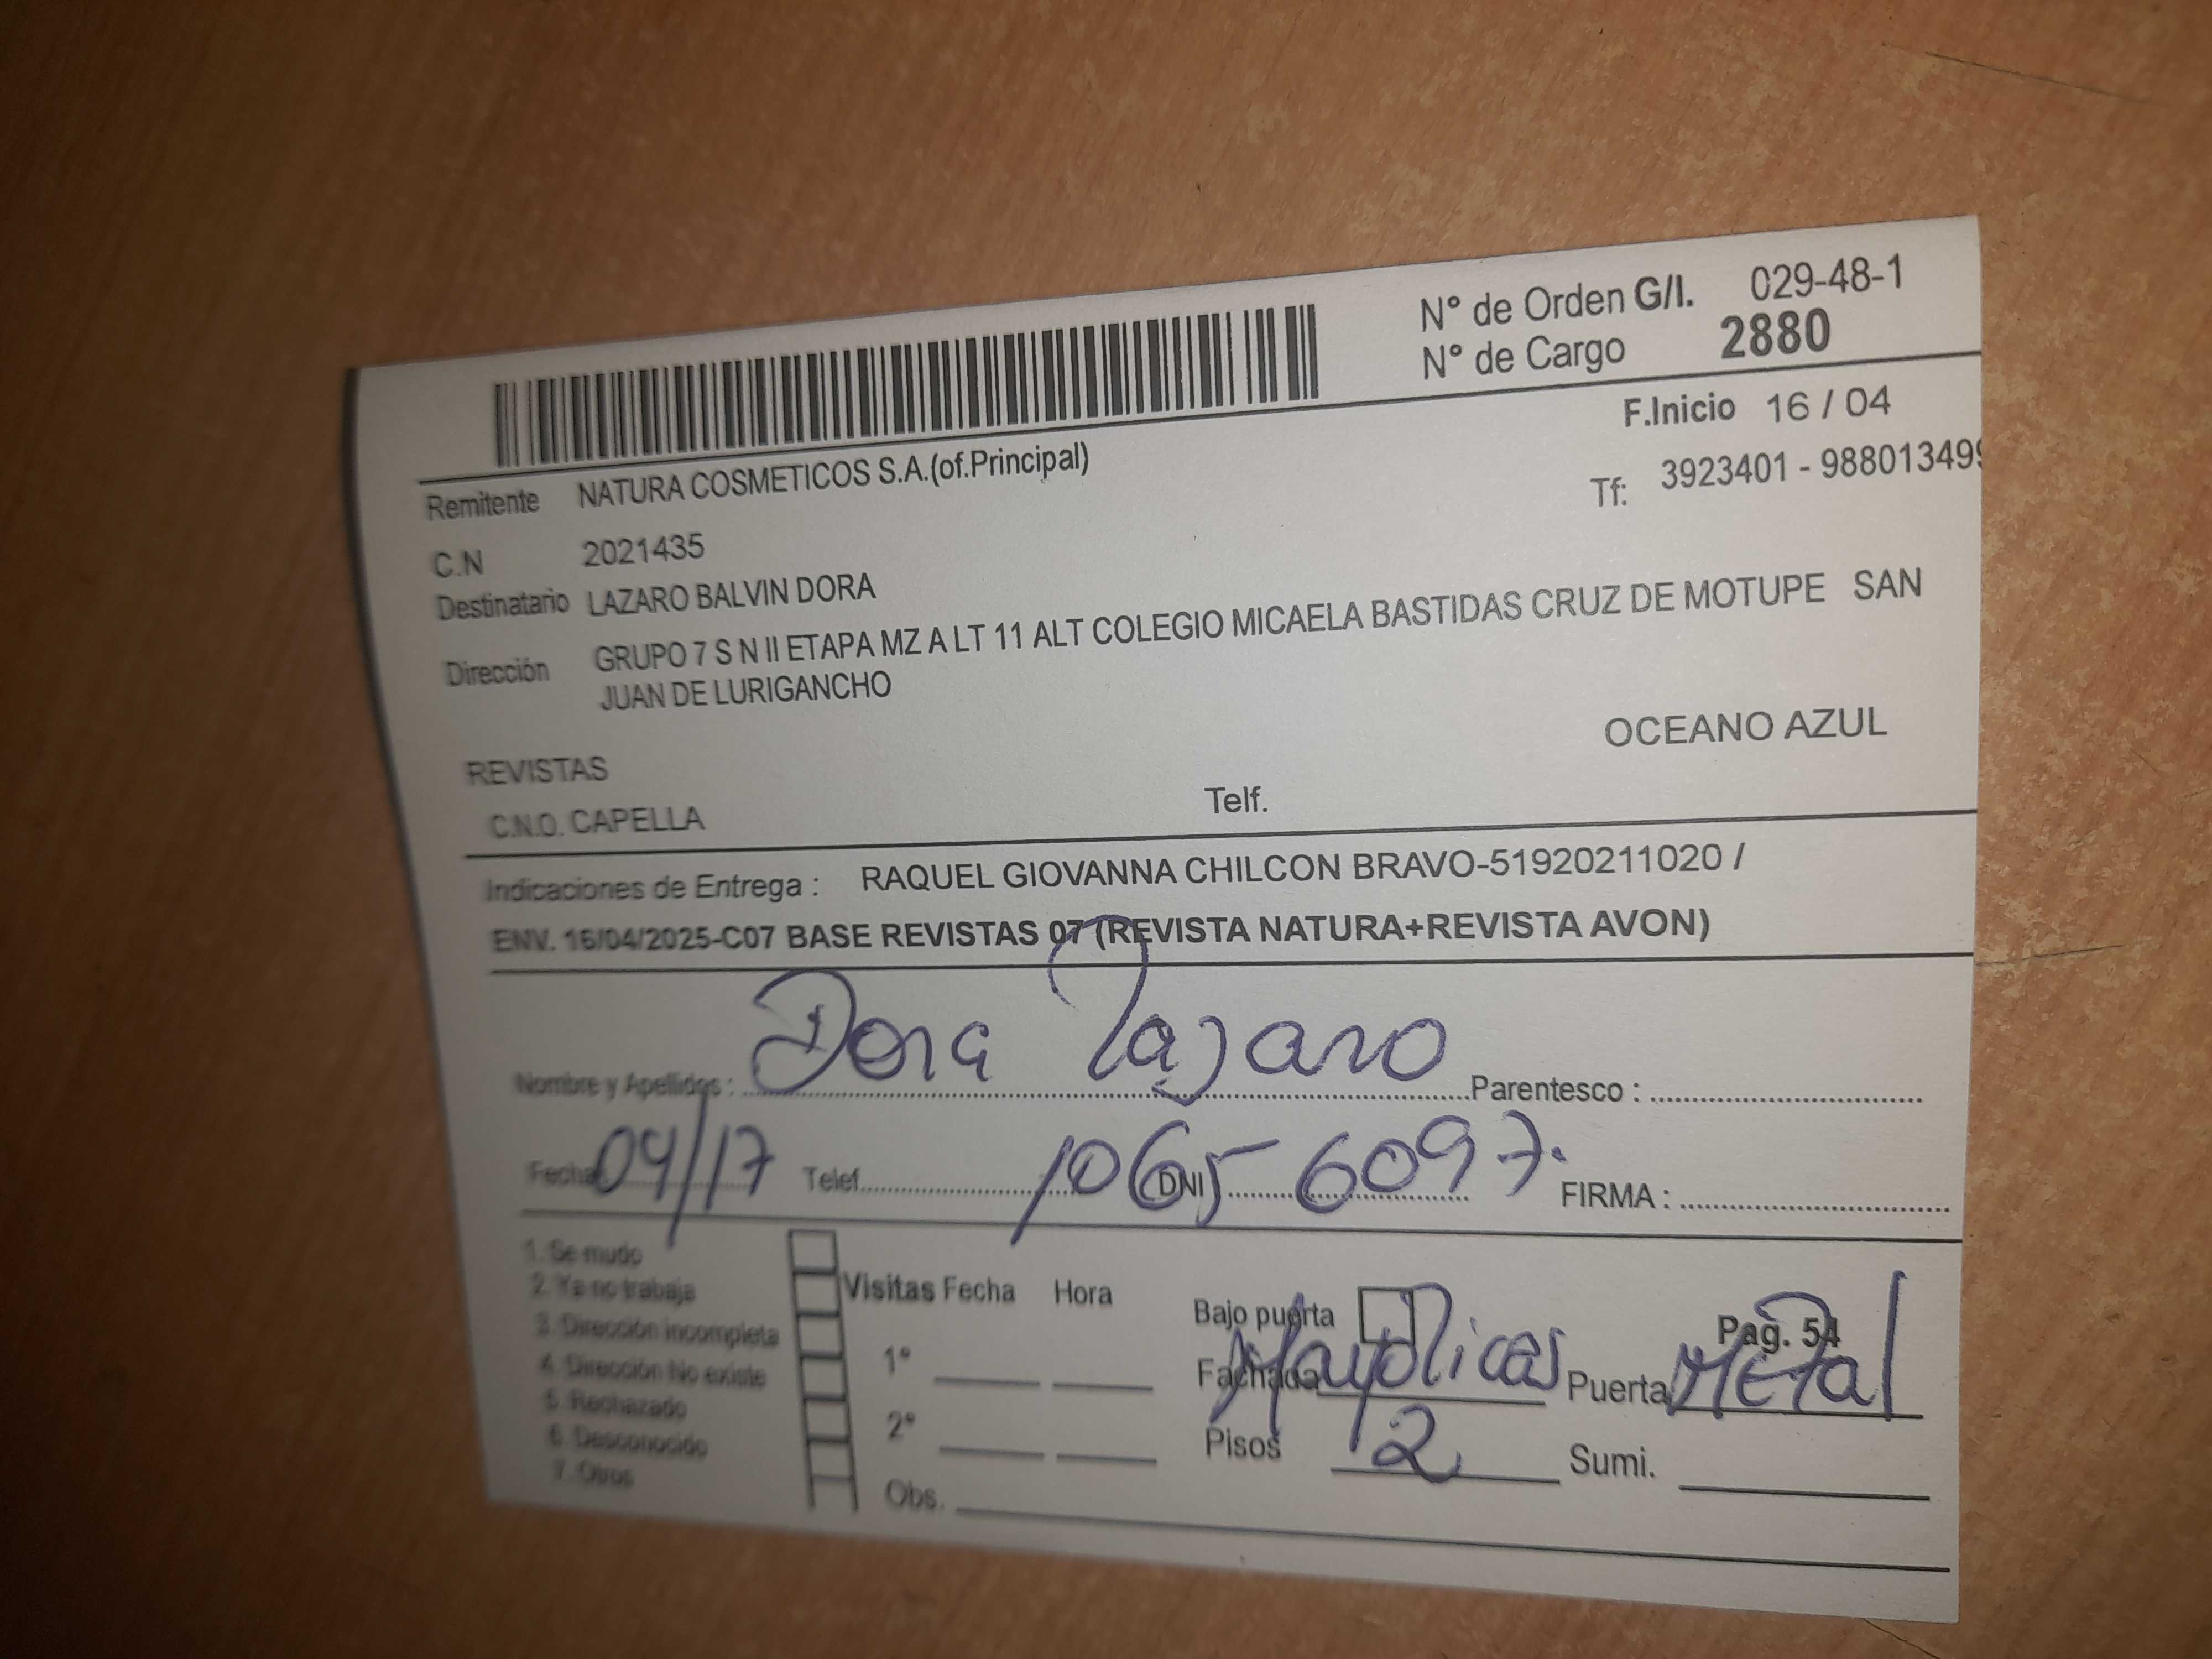 N° de Orden G/I. 029-48-1
N° de Cargo 2880
F.Inicio 16 / 04
Remitente NATURA COSMETICOS S.A.(of.Principal)
Tf: 3923401 - 98801349
C.N 2021435
Destinatario LAZARO BALVIN DORA
Dirección GRUPO 7 S N II ETAPA MZ A LT 11 ALT COLEGIO MICAELA BASTIDAS CRUZ DE MOTUPE SAN
JUAN DE LURIGANCHO
OCEANO AZUL
REVISTAS
C.N.O. CAPELLA Telf.
Indicaciones de Entrega : RAQUEL GIOVANNA CHILCON BRAVO-51920211020 /
ENV. 16/04/2025-C07 BASE REVISTAS 07 (REVISTA NATURA+REVISTA AVON)
Nombre y Apellidos : Dora Lazaro Parentesco :
Fecha 04/17 Telef. DNI 10656097. FIRMA :
1. Se mudo
2. Ya no trabaja
3. Dirección incompleta
4. Dirección No existe
5. Rechazado
6. Desconocido
7. Otros
Visitas Fecha Hora
1°
2°
Obs.
Bajo puerta Pag. 54
Fachada Mayolicas Puerta Metal
Pisos 2 Sumi.